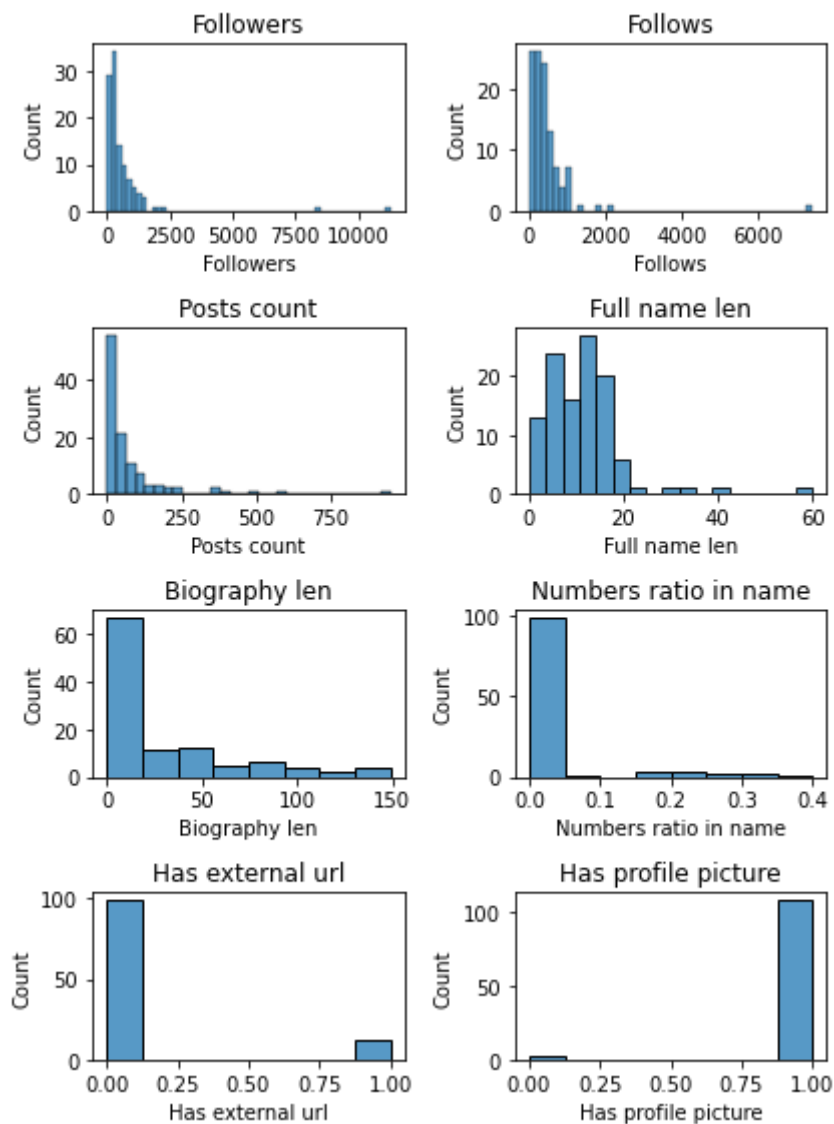 Followers
Follows
Count
30
20
10
0
0 2500 5000 7500 10000
Followers
Count
20
10
0
0 2000 4000 6000
Follows
Posts count
Full name len
Count
40
20
0
0 250 500 750
Posts count
Count
20
10
0
0 20 40 60
Full name len
Biography len
Numbers ratio in name
Count
60
40
20
0
0 50 100 150
Biography len
Count
100
50
0
0.0 0.1 0.2 0.3 0.4
Numbers ratio in name
Has external url
Has profile picture
Count
100
50
0
0.00 0.25 0.50 0.75 1.00
Has external url
Count
100
50
0
0.00 0.25 0.50 0.75 1.00
Has profile picture